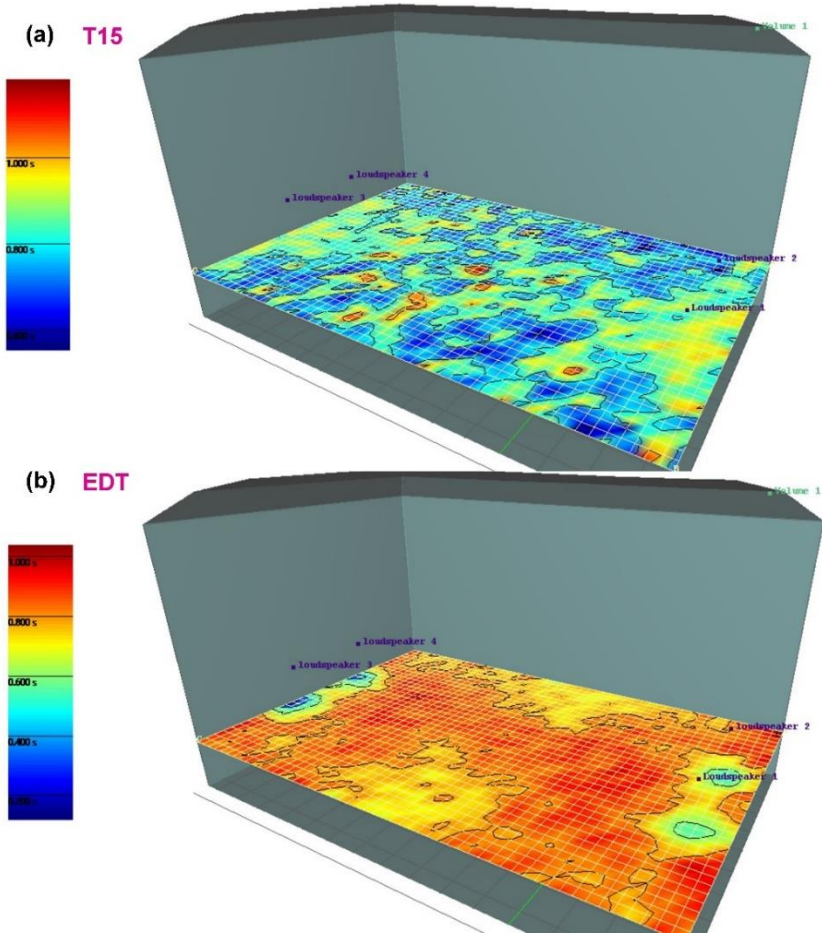 (a) T15
Volume 1
1.000 s
loudspeaker 4
loudspeaker 3
0.800 s
loudspeaker 2
Loudspeaker 1
(b) EDT
Volume 1
1.000 s
0.800 s
loudspeaker 4
loudspeaker 3
0.600 s
loudspeaker 2
0.400 s
Loudspeaker 1